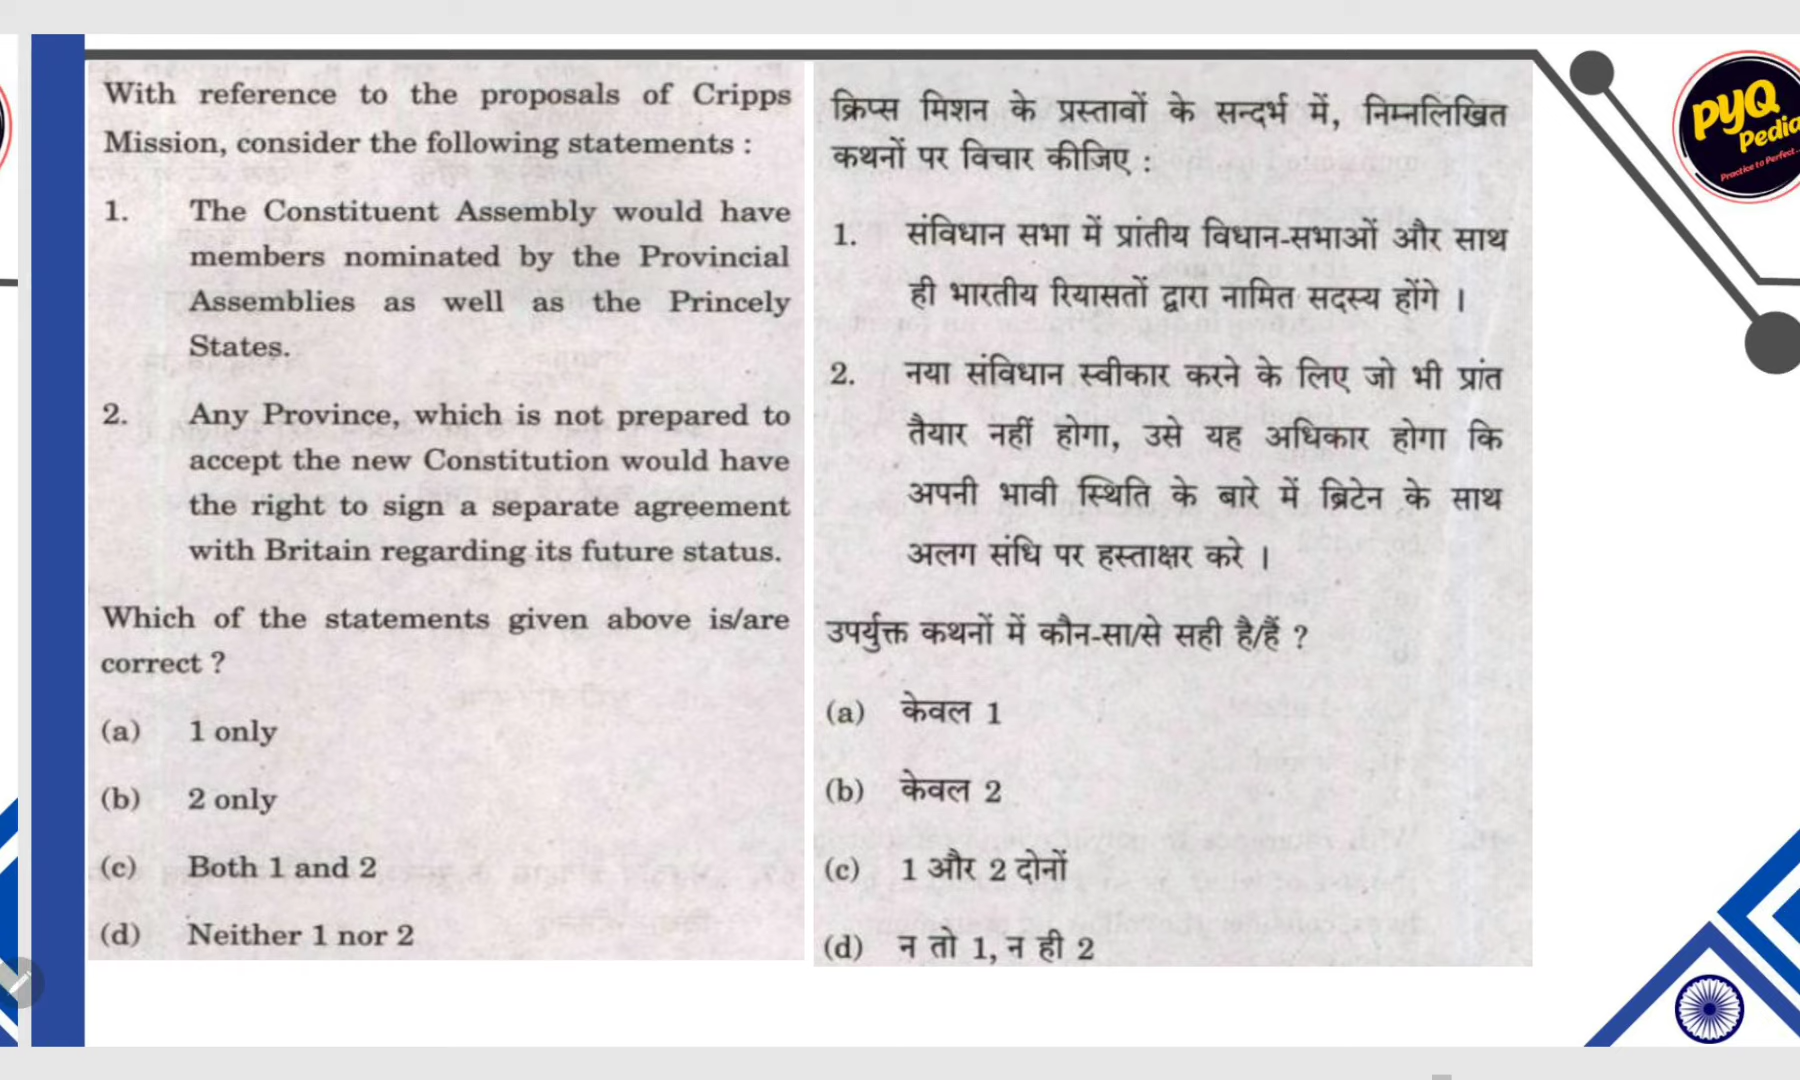 With reference to the proposals of Cripps
Mission, consider the following statements :
1. The Constituent Assembly would have
members nominated by the Provincial
Assemblies as well as the Princely
States.
2. Any Province, which is not prepared to
accept the new Constitution would have
the right to sign a separate agreement
with Britain regarding its future status.
Which of the statements given above is/are
correct ?
(a) 1 only
(b) 2 only
(c) Both 1 and 2
(d) Neither 1 nor 2
क्रिप्स मिशन के प्रस्तावों के सन्दर्भ में, निम्नलिखित
कथनों पर विचार कीजिए :
1. संविधान सभा में प्रांतीय विधान-सभाओं और साथ
ही भारतीय रियासतों द्वारा नामित सदस्य होंगे ।
2. नया संविधान स्वीकार करने के लिए जो भी प्रांत
तैयार नहीं होगा, उसे यह अधिकार होगा कि
अपनी भावी स्थिति के बारे में ब्रिटेन के साथ
अलग संधि पर हस्ताक्षर करे ।
उपर्युक्त कथनों में कौन-सा/से सही है/हैं ?
(a) केवल 1
(b) केवल 2
(c) 1 और 2 दोनों
(d) न तो 1, न ही 2
PYQ
Pedia
Practice to Perfect...